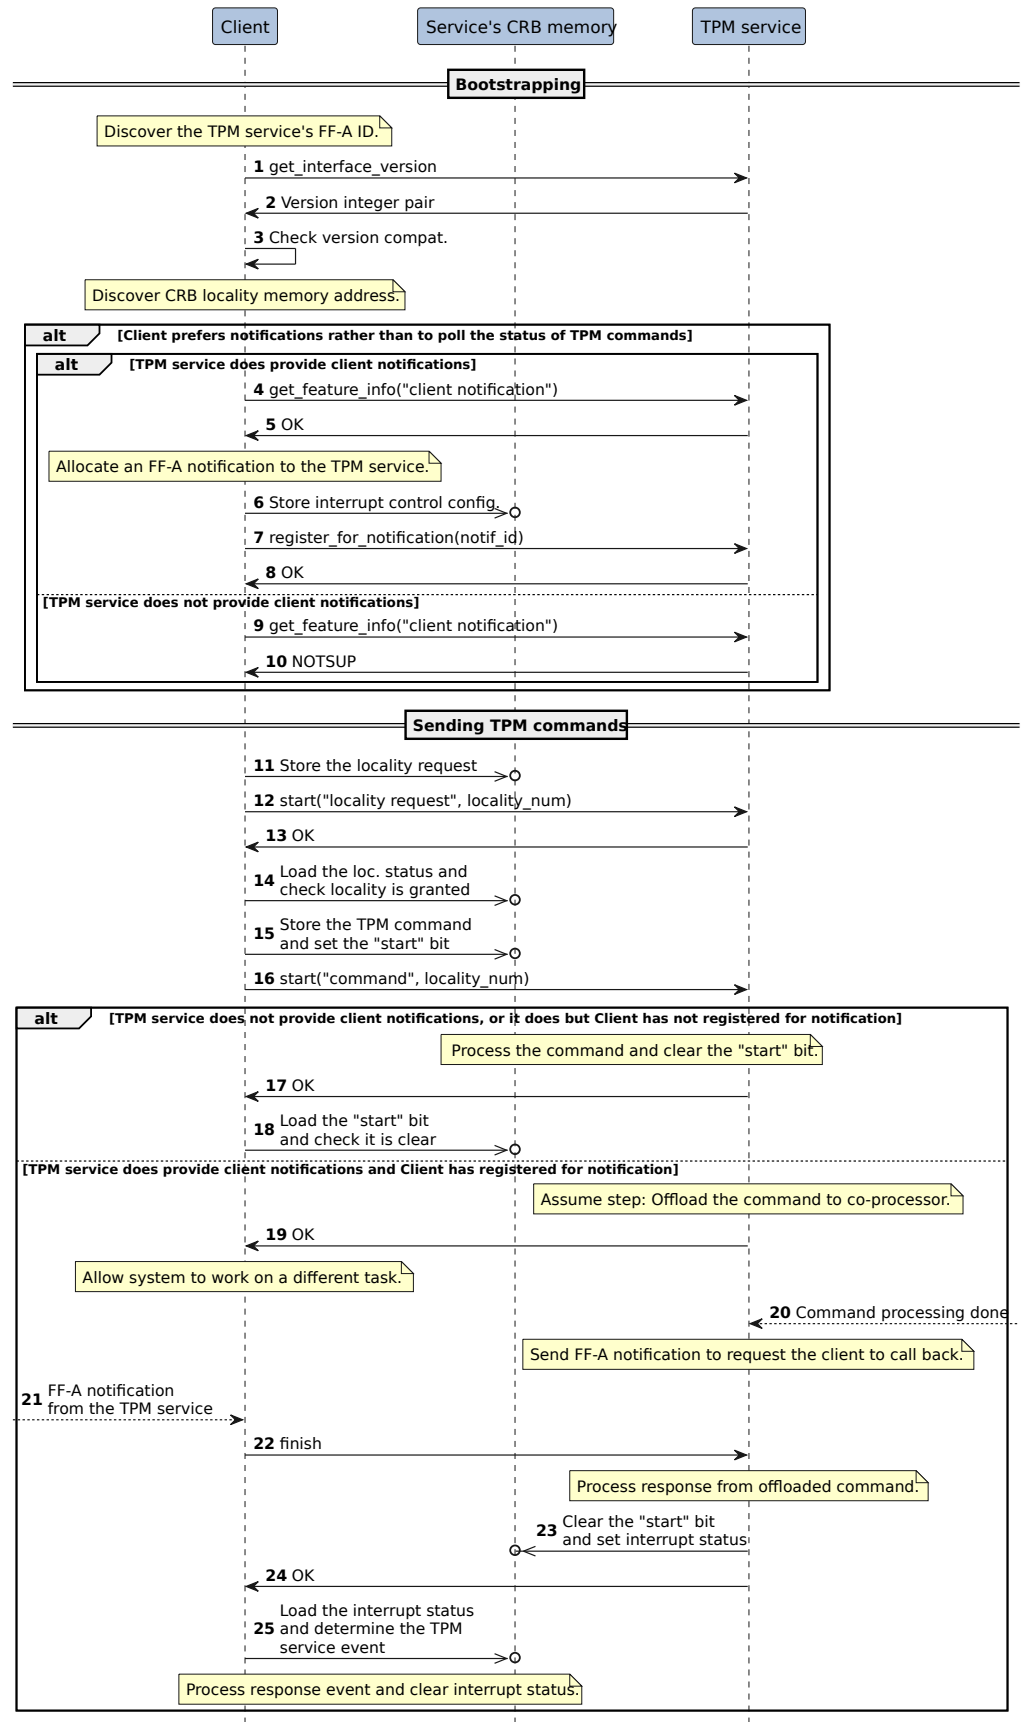 Client
Service's CRB memory
TPM service
Bootstrapping
Discover the TPM service's FF-A ID.
1 get_interface_version
2 Version integer pair
3 Check version compat.
Discover CRB locality memory address.
alt [Client prefers notifications rather than to poll the status of TPM commands]
alt [TPM service does provide client notifications]
4 get_feature_info("client notification")
5 OK
Allocate an FF-A notification to the TPM service.
6 Store interrupt control config.
7 register_for_notification(notif_id)
8 OK
[TPM service does not provide client notifications]
9 get_feature_info("client notification")
10 NOTSUP
Sending TPM commands
11 Store the locality request
12 start("locality request", locality_num)
13 OK
14 Load the loc. status and
check locality is granted
15 Store the TPM command
and set the "start" bit
16 start("command", locality_num)
alt [TPM service does not provide client notifications, or it does but Client has not registered for notification]
Process the command and clear the "start" bit.
17 OK
18 Load the "start" bit
and check it is clear
[TPM service does provide client notifications and Client has registered for notification]
Assume step: Offload the command to co-processor.
19 OK
Allow system to work on a different task.
20 Command processing done
Send FF-A notification to request the client to call back.
21 FF-A notification
from the TPM service
22 finish
Process response from offloaded command.
23 Clear the "start" bit
and set interrupt status
24 OK
Load the interrupt status
25 and determine the TPM
service event
Process response event and clear interrupt status.